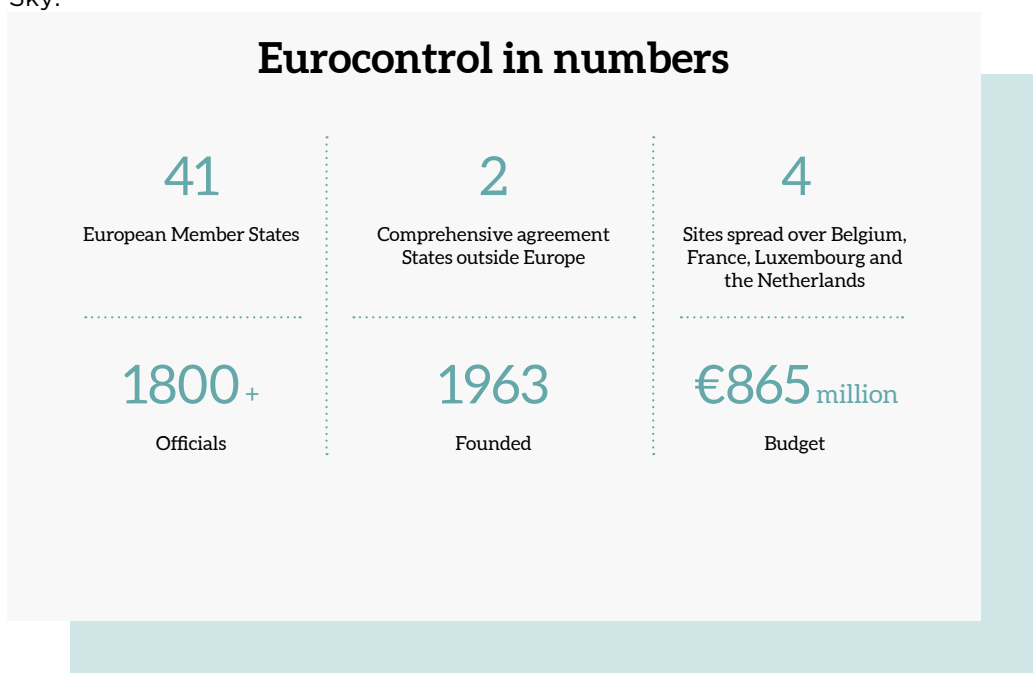 Sky.
Eurocontrol in numbers
41
European Member States
2
Comprehensive agreement
States outside Europe
4
Sites spread over Belgium,
France, Luxembourg and
the Netherlands
1800 +
Officials
1963
Founded
€865 million
Budget